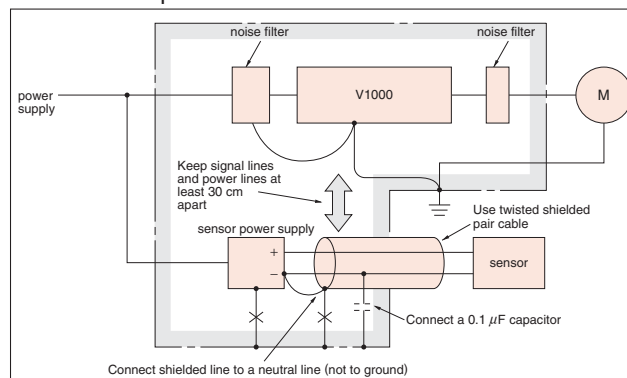 noise filter
noise filter
power
supply
V1000
M
Keep signal lines
and power lines at
least 30 cm
apart
Use twisted shielded
pair cable
sensor power supply
+
−
sensor
Connect a 0.1 μF capacitor
Connect shielded line to a neutral line (not to ground)